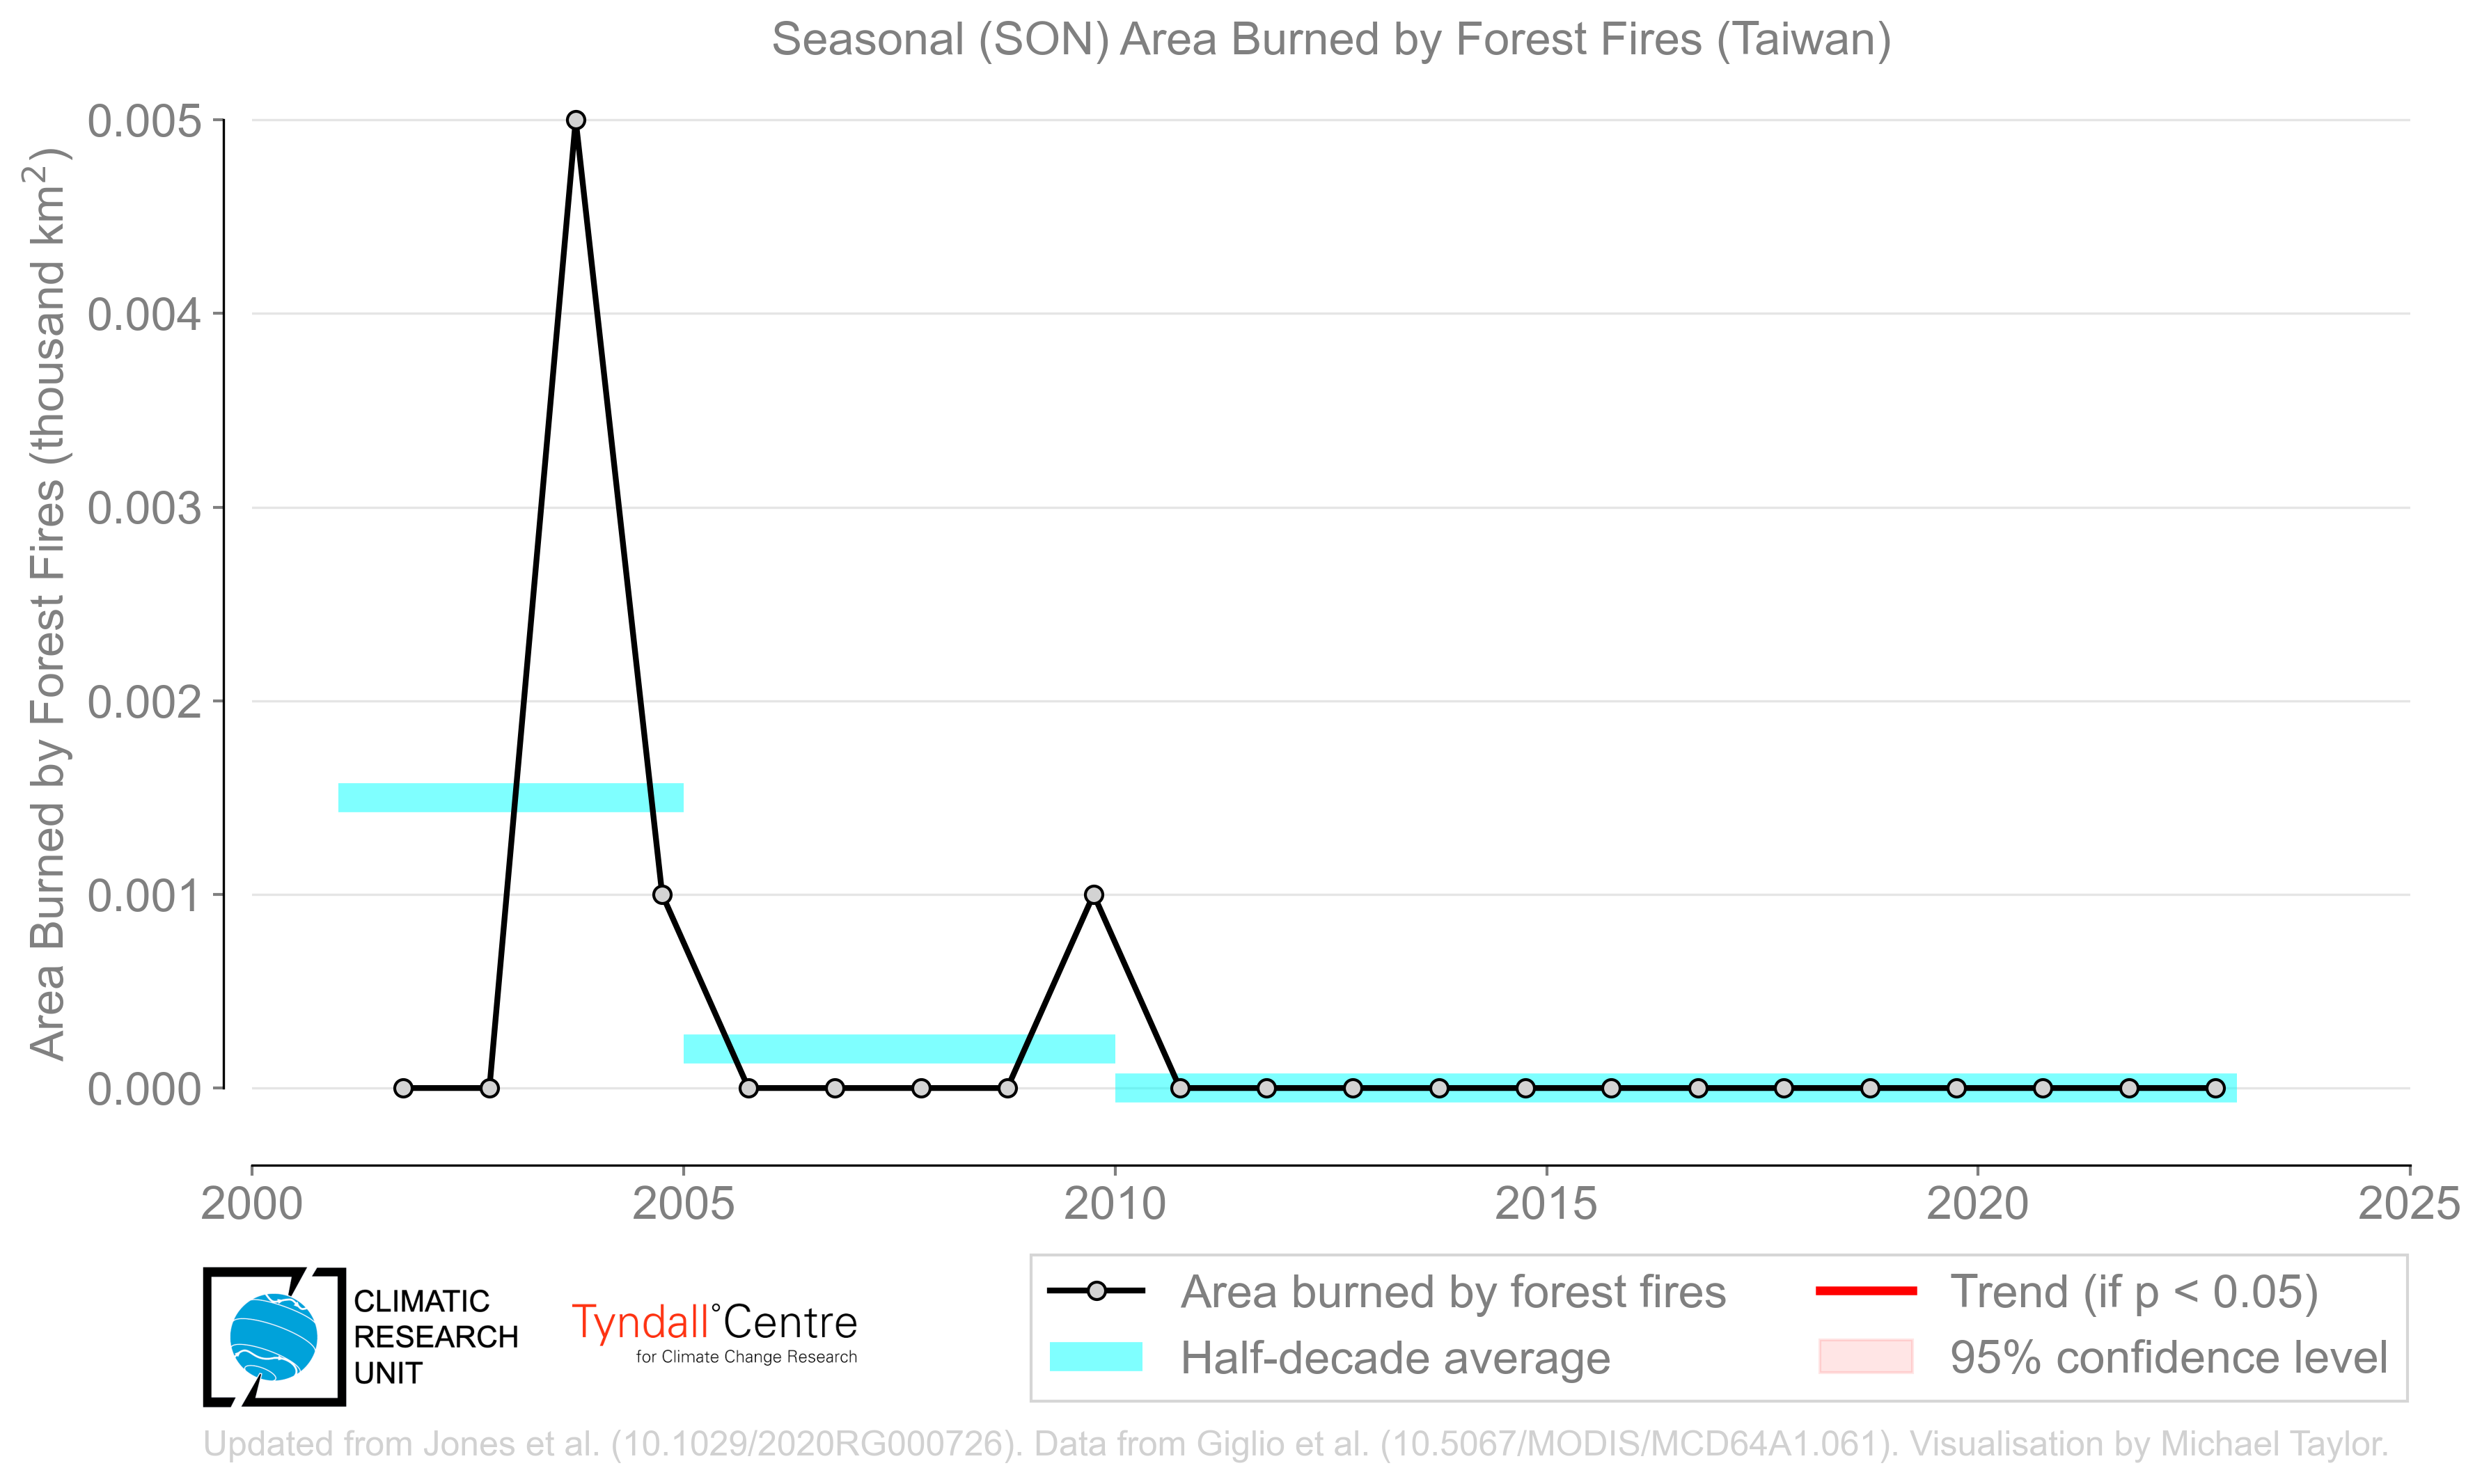 Seasonal (SON) Area Burned by Forest Fires (Taiwan)
Area Burned by Forest Fires (thousand km²)
0.005
0.004
0.003
0.002
0.001
0.000
2000
2005
2010
2015
2020
2025
CLIMATIC
RESEARCH
UNIT
Tyndall°Centre
for Climate Change Research
Area burned by forest fires
Half-decade average
Trend (if p < 0.05)
95% confidence level
Updated from Jones et al. (10.1029/2020RG000726). Data from Giglio et al. (10.5067/MODIS/MCD64A1.061). Visualisation by Michael Taylor.